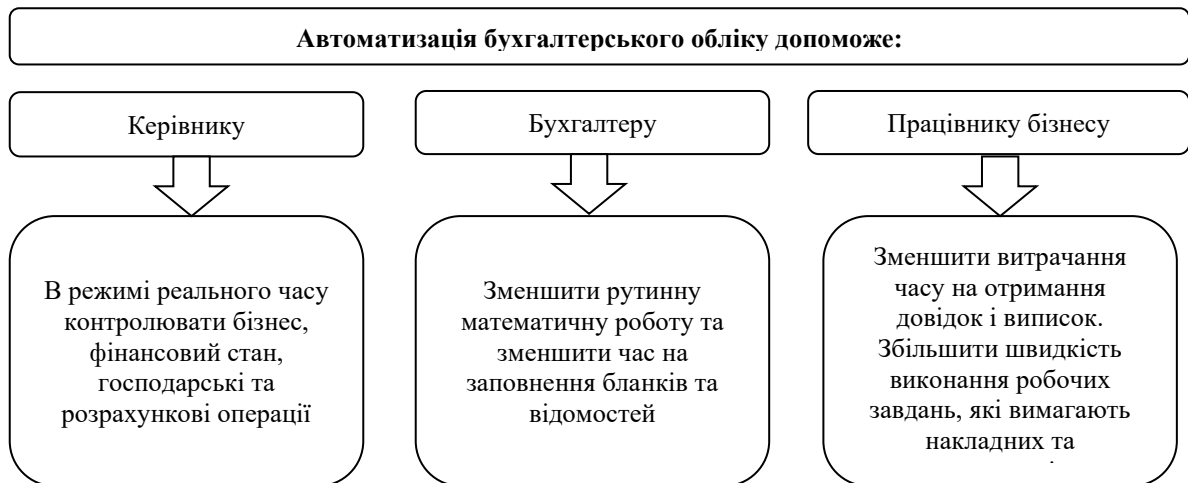 Автоматизація бухгалтерського обліку допоможе:
Керівнику
Бухгалтеру
Працівнику бізнесу
В режимі реального часу
контролювати бізнес,
фінансовий стан,
господарські та
розрахункові операції
Зменшити рутинну
математичну роботу та
зменшити час на
заповнення бланків та
відомостей
Зменшити витрачання
часу на отримання
довідок і виписок.
Збільшити швидкість
виконання робочих
завдань, які вимагають
накладних та